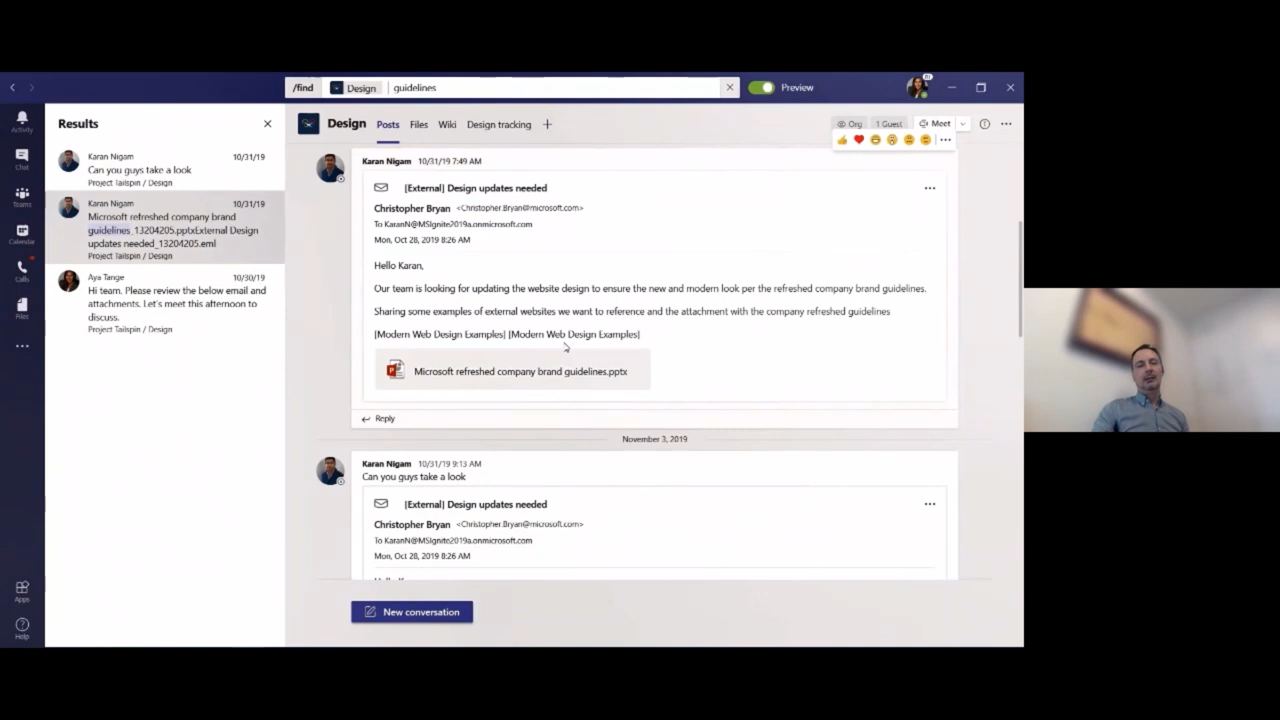 /find Design guidelines
Preview
Activity
Chat
Teams
Calendar
Calls
Files
Apps
Help
Results
Karan Nigam 10/31/19
Can you guys take a look
Project Tailspin / Design
Karan Nigam 10/31/19
Microsoft refreshed company brand
guidelines_13204205.pptxExternal Design
updates needed_13204205.eml
Project Tailspin / Design
Aya Tange 10/30/19
Hi team. Please review the below email and
attachments. Let's meet this afternoon to
discuss.
Project Tailspin / Design
Design Posts Files Wiki Design tracking
Org 1 Guest Meet
Karan Nigam 10/31/19 7:49 AM
[External] Design updates needed
Christopher Bryan <Christopher.Bryan@microsoft.com>
To KaranN@MSIgnite2019a.onmicrosoft.com
Mon, Oct 28, 2019 8:26 AM
Hello Karan,
Our team is looking for updating the website design to ensure the new and modern look per the refreshed company brand guidelines.
Sharing some examples of external websites we want to reference and the attachment with the company refreshed guidelines
[Modern Web Design Examples] [Modern Web Design Examples]
Microsoft refreshed company brand guidelines.pptx
Reply
November 3, 2019
Karan Nigam 10/31/19 9:13 AM
Can you guys take a look
[External] Design updates needed
Christopher Bryan <Christopher.Bryan@microsoft.com>
To KaranN@MSIgnite2019a.onmicrosoft.com
Mon, Oct 28, 2019 8:26 AM
New conversation